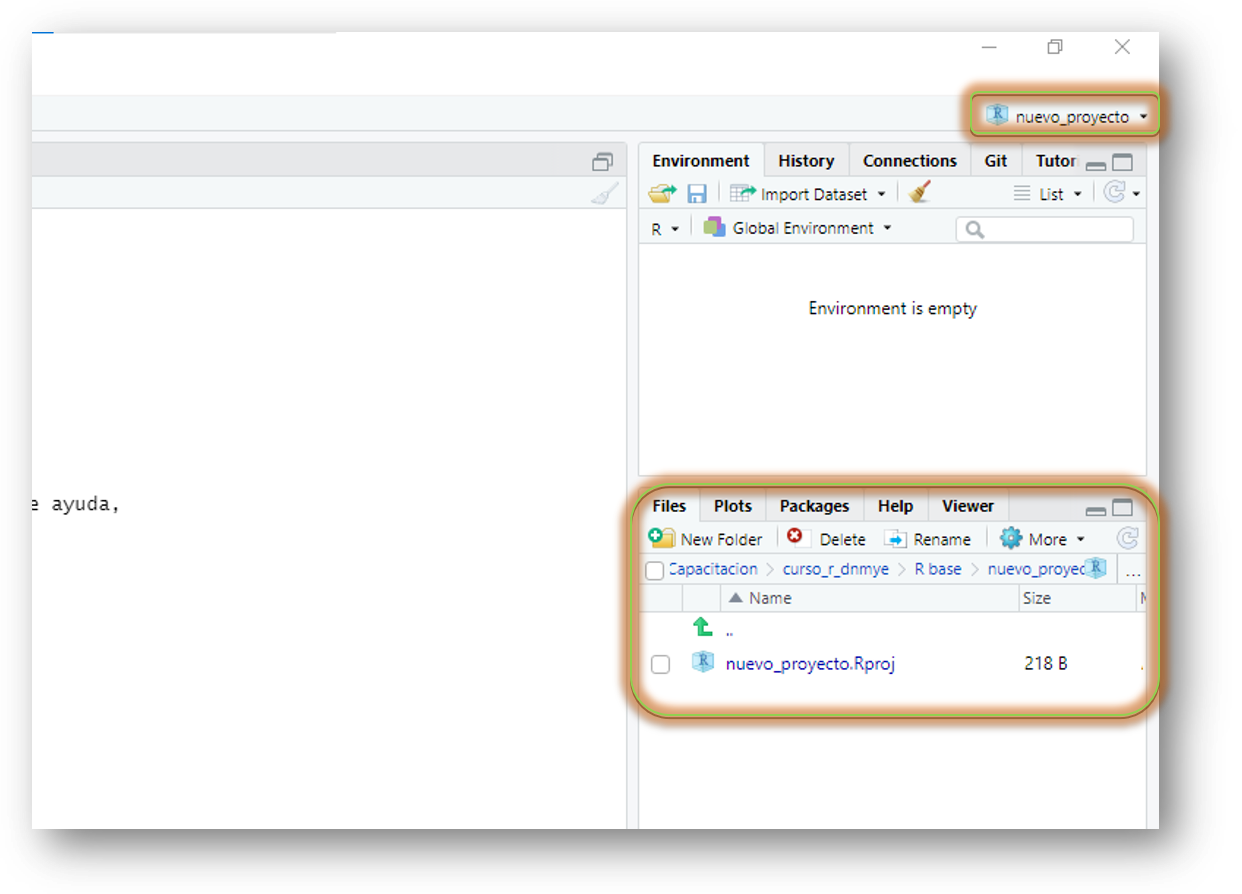 nuevo_proyecto
Environment History Connections Git Tutor
Import Dataset List
R Global Environment
Environment is empty
e ayuda,
Files Plots Packages Help Viewer
New Folder Delete Rename More
Capacitacion > curso_r_dnmye > R base > nuevo_proyec ...
Name Size
..
nuevo_proyecto.Rproj 218 B